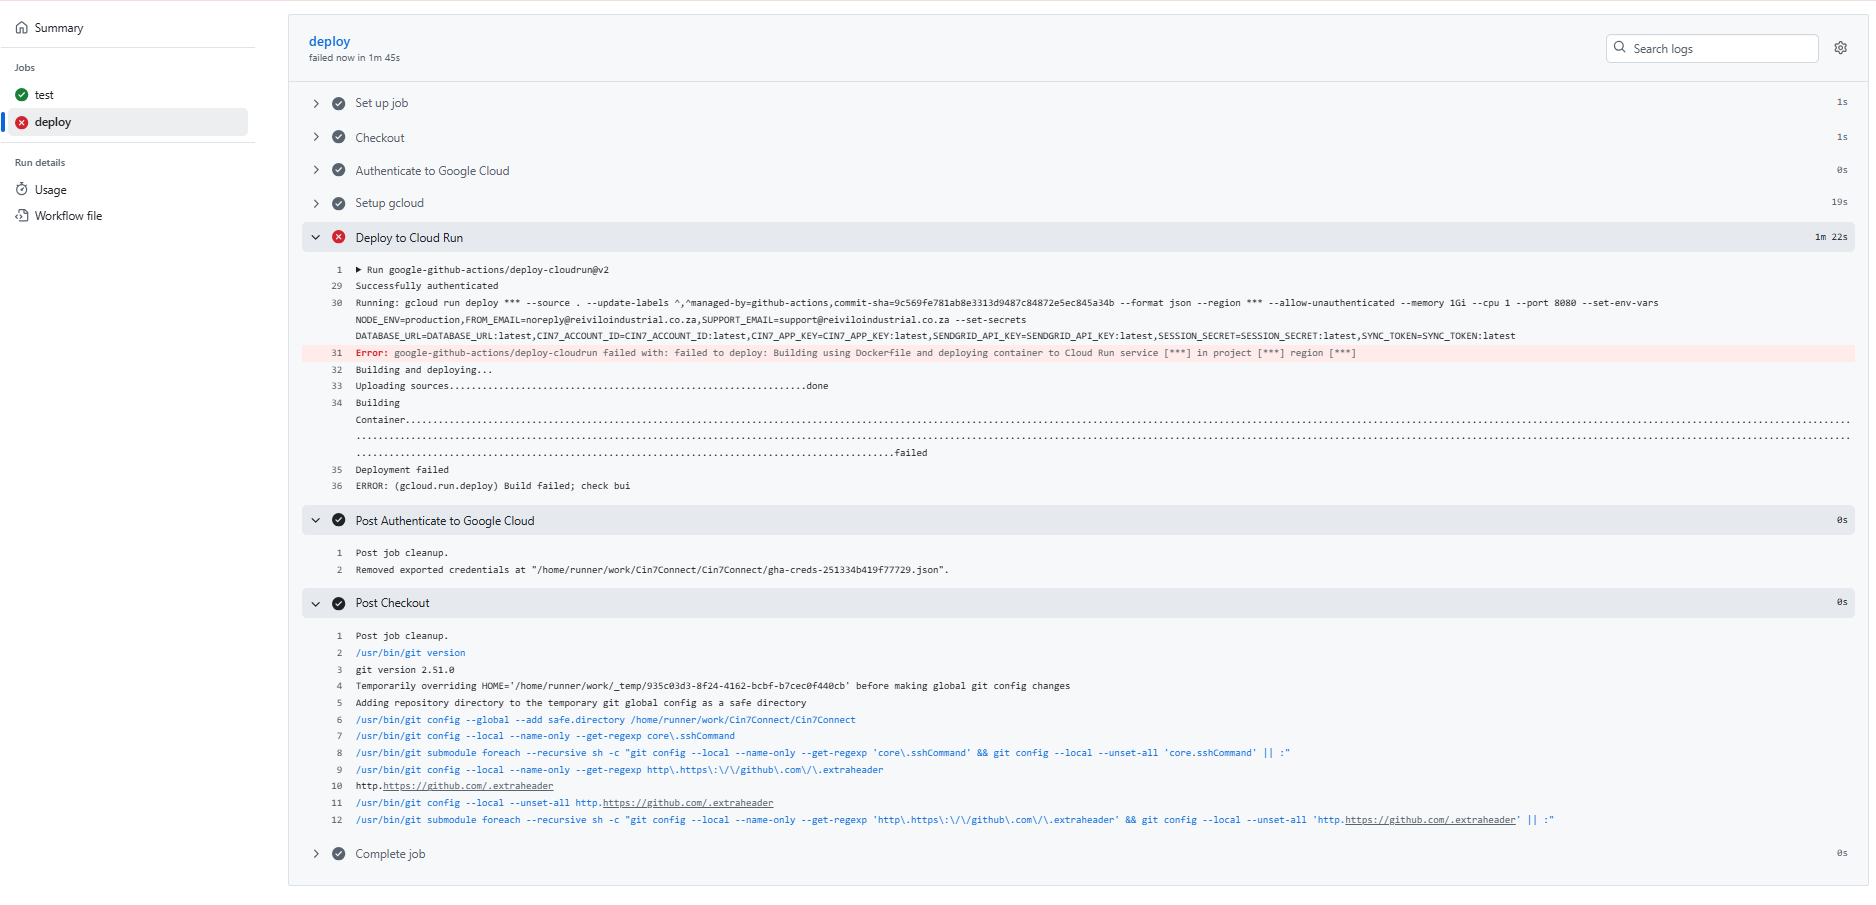 Summary
Jobs
test
deploy
Run details
Usage
Workflow file
deploy
failed now in 1m 45s
Search logs
Set up job 1s
Checkout 1s
Authenticate to Google Cloud 0s
Setup gcloud 19s
Deploy to Cloud Run 1m 22s
1 ▶ Run google-github-actions/deploy-cloudrun@v2
29 Successfully authenticated
30 Running: gcloud run deploy *** --source . --update-labels ^,^managed-by=github-actions,commit-sha=9c569fe781ab8e3313d9487c84872e5ec845a34b --format json --region *** --allow-unauthenticated --memory 1Gi --cpu 1 --port 8080 --set-env-vars
NODE_ENV=production,FROM_EMAIL=noreply@reiviloindustrial.co.za,SUPPORT_EMAIL=support@reiviloindustrial.co.za --set-secrets
DATABASE_URL=DATABASE_URL:latest,CIN7_ACCOUNT_ID=CIN7_ACCOUNT_ID:latest,CIN7_APP_KEY=CIN7_APP_KEY:latest,SENDGRID_API_KEY=SENDGRID_API_KEY:latest,SESSION_SECRET=SESSION_SECRET:latest,SYNC_TOKEN=SYNC_TOKEN:latest
31 Error: google-github-actions/deploy-cloudrun failed with: failed to deploy: Building using Dockerfile and deploying container to Cloud Run service [***] in project [***] region [***]
32 Building and deploying...
33 Uploading sources.................................................................done
34 Building
Container....................................................................................................
....................................................................................................
..................................................................................................failed
35 Deployment failed
36 ERROR: (gcloud.run.deploy) Build failed; check bui
Post Authenticate to Google Cloud 0s
1 Post job cleanup.
2 Removed exported credentials at "/home/runner/work/Cin7Connect/Cin7Connect/gha-creds-251334b419f77729.json".
Post Checkout 0s
1 Post job cleanup.
2 /usr/bin/git version
3 git version 2.51.0
4 Temporarily overriding HOME='/home/runner/work/_temp/935c03d3-8f24-4162-bcbf-b7cec0f440cb' before making global git config changes
5 Adding repository directory to the temporary git global config as a safe directory
6 /usr/bin/git config --global --add safe.directory /home/runner/work/Cin7Connect/Cin7Connect
7 /usr/bin/git config --local --name-only --get-regexp core\.sshCommand
8 /usr/bin/git submodule foreach --recursive sh -c "git config --local --name-only --get-regexp 'core\.sshCommand' && git config --local --unset-all 'core.sshCommand' || :"
9 /usr/bin/git config --local --name-only --get-regexp http\.https\:\/\/github\.com\/\.extraheader
10 http.https://github.com/.extraheader
11 /usr/bin/git config --local --unset-all http.https://github.com/.extraheader
12 /usr/bin/git submodule foreach --recursive sh -c "git config --local --name-only --get-regexp 'http\.https\:\/\/github\.com\/\.extraheader' && git config --local --unset-all 'http.https://github.com/.extraheader' || :"
Complete job 0s